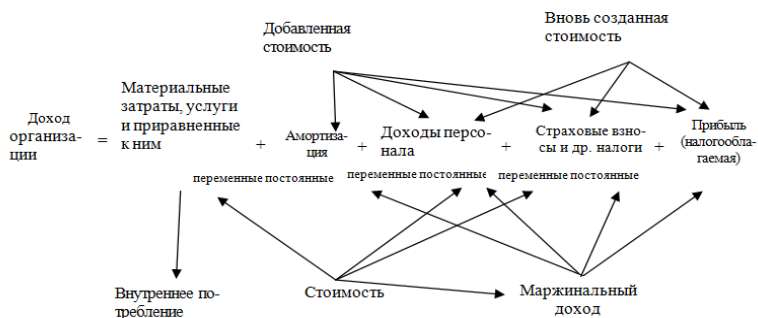 Добавленная
стоимость
Вновь созданная
стоимость
Доход
организа-
ции
=
Материальные
затраты, услуги
и приравненные
к ним
+
Амортиза-
ция
+
Доходы персо-
нала
+
Страховые взно-
сы и др. налоги
+
Прибыль
(налогообла-
гаемая)
переменные постоянные
переменные постоянные
переменные постоянные
Внутреннее по-
требление
Стоимость
Маржинальный
доход